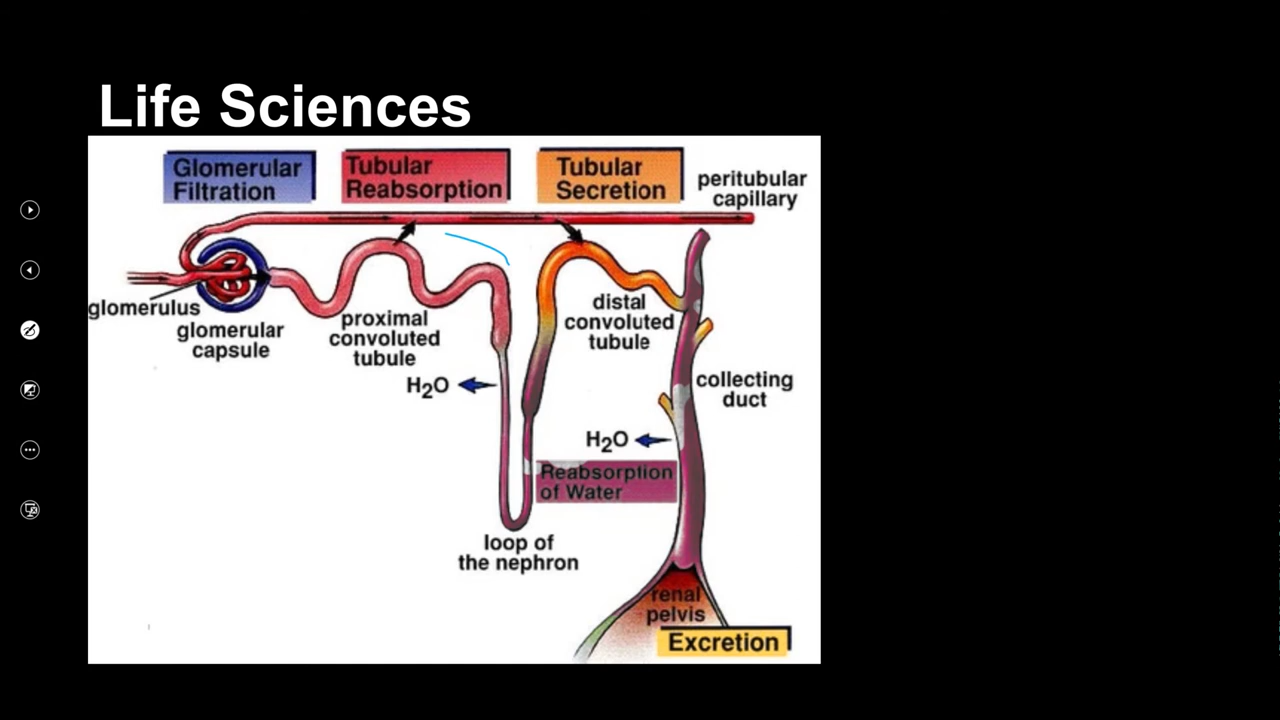 Life Sciences
Glomerular
Filtration
Tubular
Reabsorption
Tubular
Secretion
peritubular
capillary
glomerulus
glomerular
capsule
proximal
convoluted
tubule
distal
convoluted
tubule
H₂O
collecting
duct
H₂O
Reabsorption
of Water
loop of
the nephron
renal
pelvis
Excretion